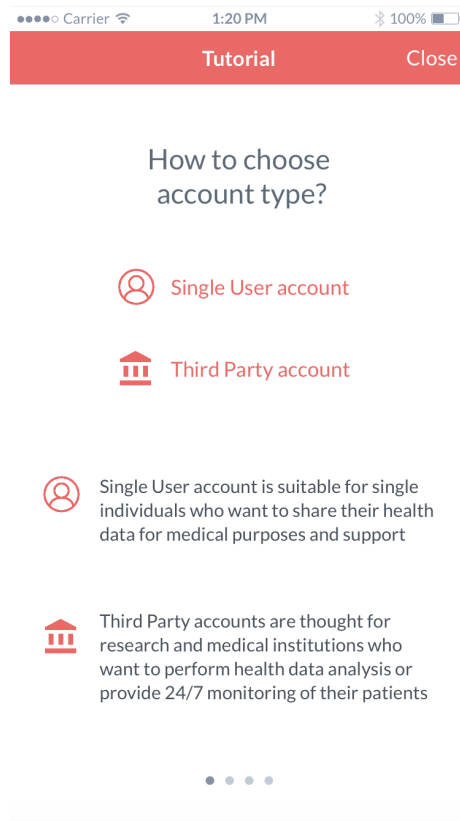 Carrier 1:20 PM 100%
Tutorial Close
How to choose
account type?
Single User account
Third Party account
Single User account is suitable for single
individuals who want to share their health
data for medical purposes and support
Third Party accounts are thought for
research and medical institutions who
want to perform health data analysis or
provide 24/7 monitoring of their patients